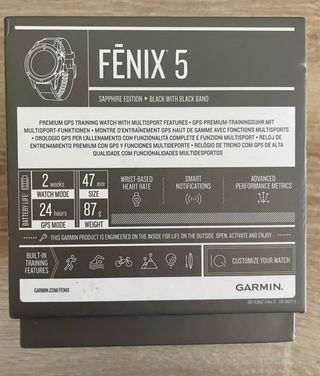 FĒNIX® 5
SAPPHIRE EDITION ▸ BLACK WITH BLACK BAND
PREMIUM GPS TRAINING WATCH WITH MULTISPORT FEATURES • GPS-PREMIUM-TRAININGSUHR MIT
MULTISPORT-FUNKTIONEN • MONTRE D'ENTRAÎNEMENT GPS HAUT DE GAMME AVEC FONCTIONS MULTISPORTS
• OROLOGIO GPS PER L'ALLENAMENTO CON FUNZIONALITÀ COMPLETE E FUNZIONI MULTISPORT • RELOJ DE
ENTRENAMIENTO PREMIUM CON GPS Y FUNCIONES MULTIDEPORTE • RELÓGIO DE TREINO COM GPS DE ALTA
QUALIDADE COM FUNCIONALIDADES MULTIDESPORTOS
BATTERY LIFE
2 weeks
WATCH MODE
24 hours
GPS MODE
47 mm
SIZE
87 g
WEIGHT
WRIST-BASED
HEART RATE
SMART
NOTIFICATIONS
ADVANCED
PERFORMANCE METRICS
THIS GARMIN PRODUCT IS ENGINEERED ON THE INSIDE FOR LIFE ON THE OUTSIDE. OPEN, ACTIVATE AND ENJOY
BUILT-IN
TRAINING
FEATURES
IQ
CUSTOMIZE YOUR WATCH
GARMIN.COM/FENIX
GARMIN.